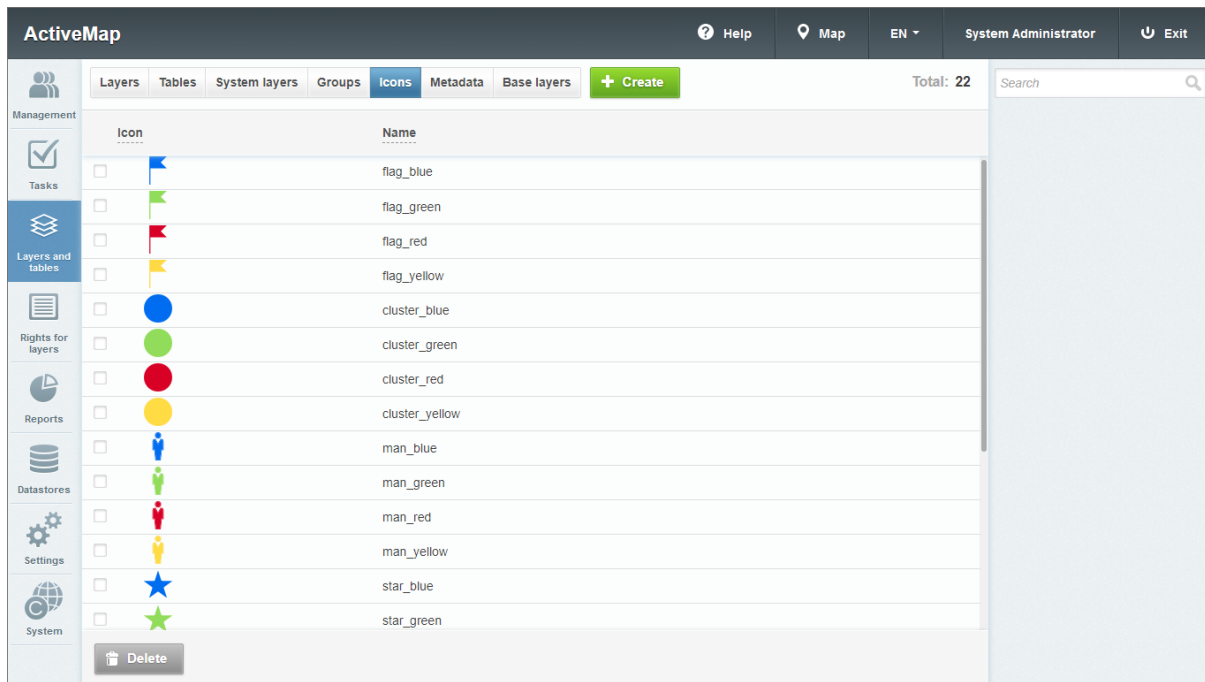 ActiveMap
Help Map EN System Administrator Exit
Management
Tasks
Layers and
tables
Rights for
layers
Reports
Datastores
Settings
System
Layers Tables System layers Groups Icons Metadata Base layers + Create Total: 22
Search
Icon Name
flag_blue
flag_green
flag_red
flag_yellow
cluster_blue
cluster_green
cluster_red
cluster_yellow
man_blue
man_green
man_red
man_yellow
star_blue
star_green
Delete